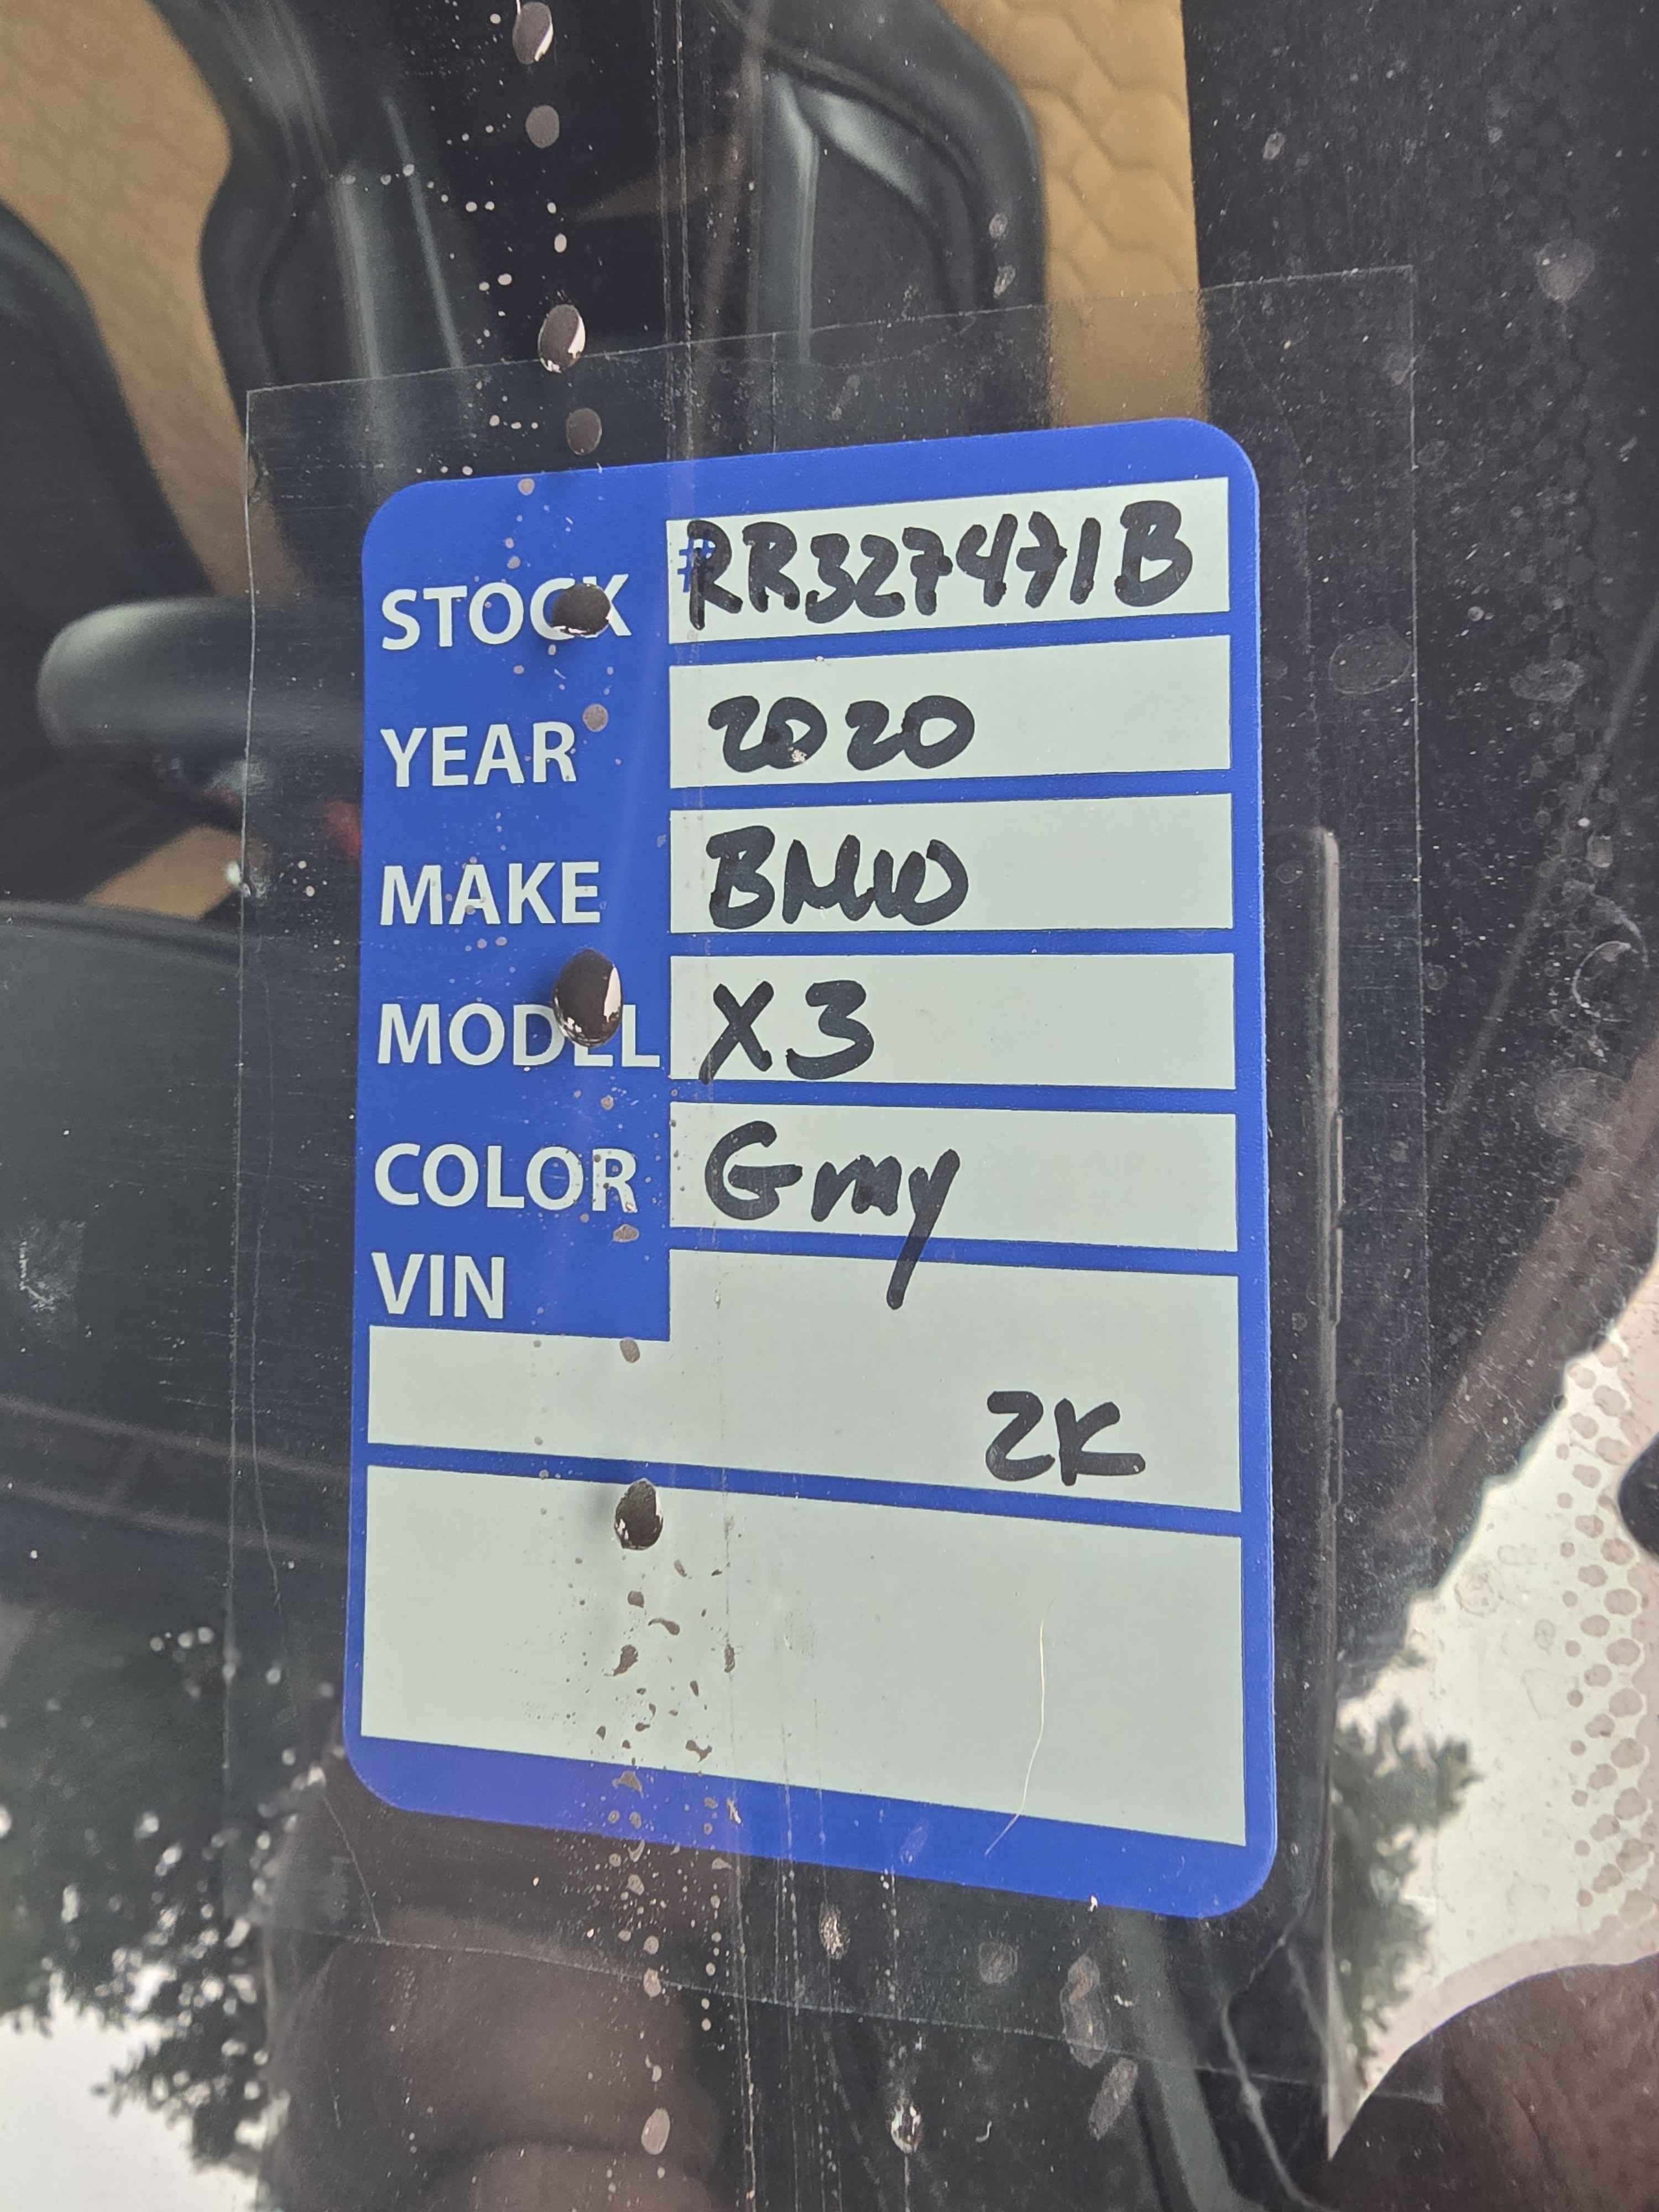 STOCK #RR327471B
YEAR 2020
MAKE BMW
MODEL X3
COLOR Gray
VIN
2K